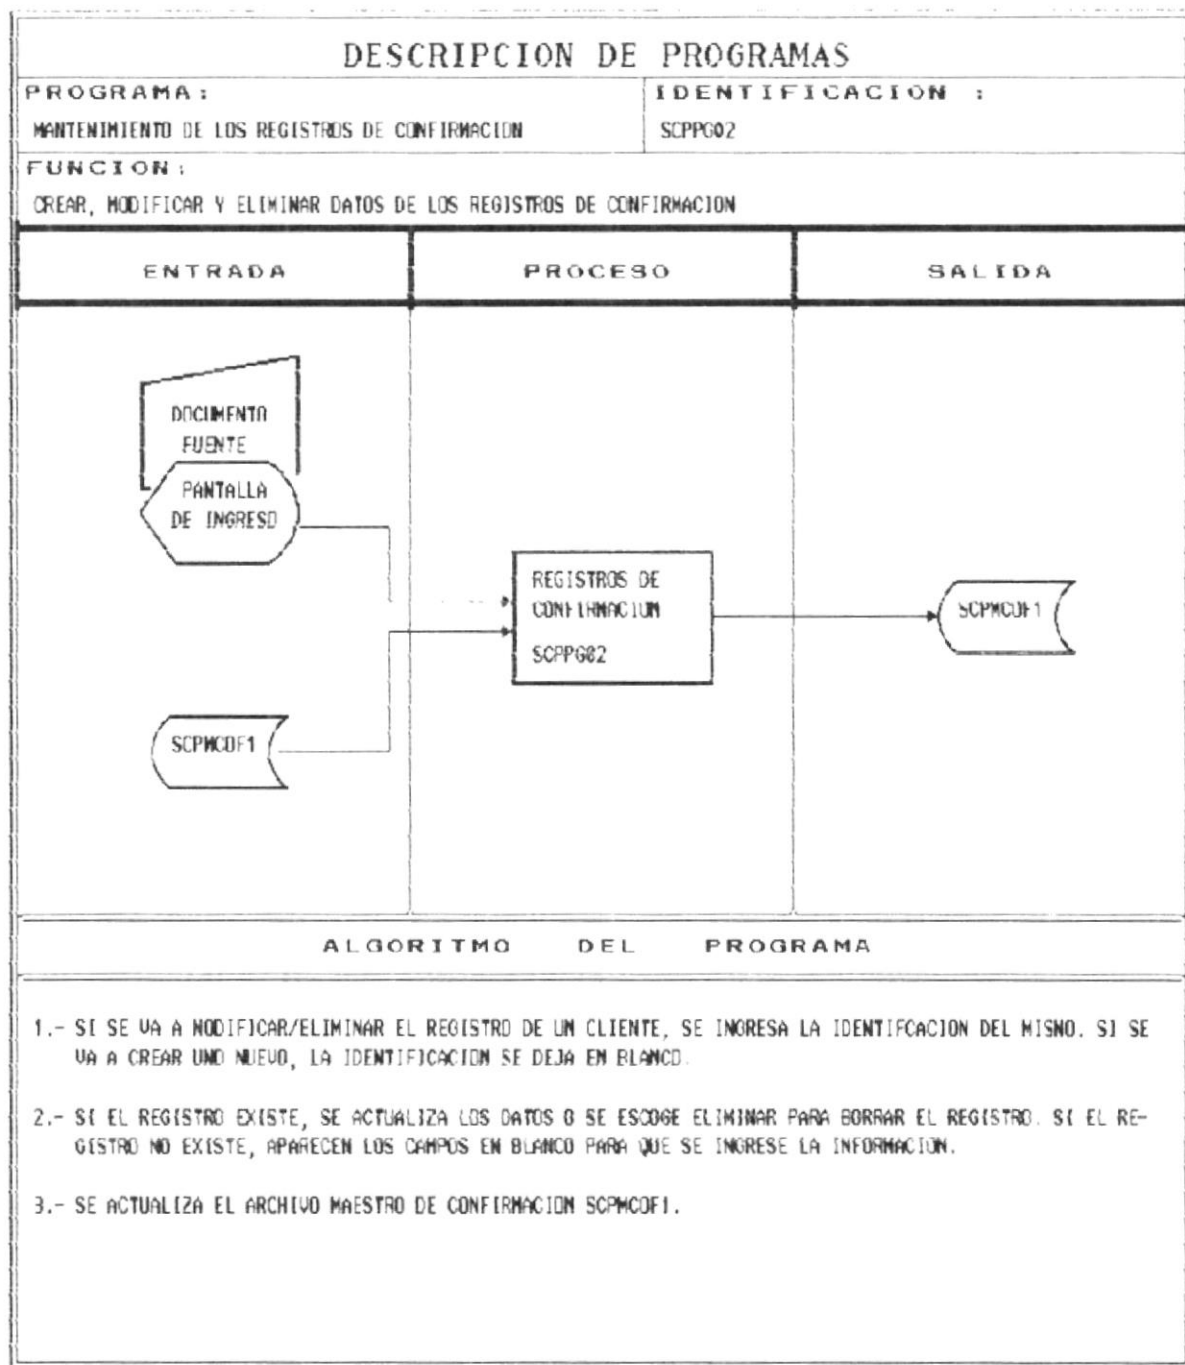 DESCRIPCION DE PROGRAMAS
PROGRAMA:
IDENTIFICACION :
MANTENIMIENTO DE LOS REGISTROS DE CONFIRMACION
SCPPG02
FUNCION:
CREAR, MODIFICAR Y ELIMINAR DATOS DE LOS REGISTROS DE CONFIRMACION
ENTRADA
PROCESO
SALIDA
DOCUMENTO
FUENTE
PANTALLA
DE INGRESO
REGISTROS DE
CONFIRMACION
SCPPG02
SCPMCOF1
SCPMCOF1
ALGORITMO DEL PROGRAMA
1.- SI SE VA A MODIFICAR/ELIMINAR EL REGISTRO DE UN CLIENTE, SE INGRESA LA IDENTIFCACION DEL MISMO. SI SE
VA A CREAR UNO NUEVO, LA IDENTIFICACION SE DEJA EN BLANCO.
2.- SI EL REGISTRO EXISTE, SE ACTUALIZA LOS DATOS O SE ESCOGE ELIMINAR PARA BORRAR EL REGISTRO. SI EL RE-
GISTRO NO EXISTE, APARECEN LOS CAMPOS EN BLANCO PARA QUE SE INGRESE LA INFORMACION.
3.- SE ACTUALIZA EL ARCHIVO MAESTRO DE CONFIRMACION SCPMCOF1.